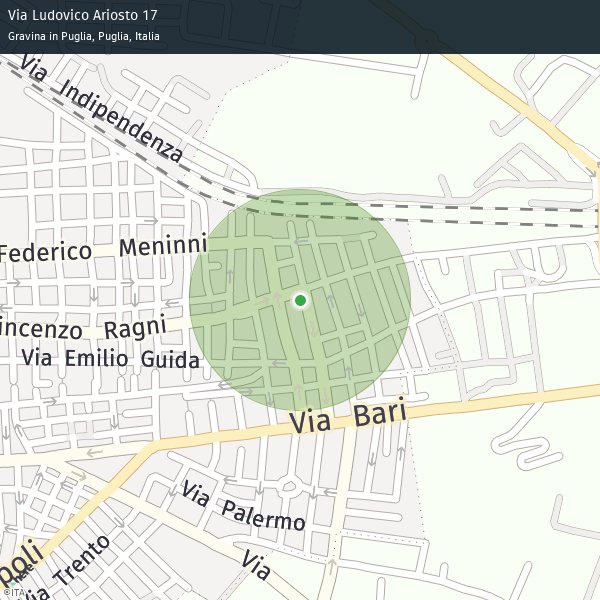 Via Ludovico Ariosto 17
Gravina in Puglia, Puglia, Italia
Via Indipendenza
Federico Meninni
incenzo Ragni
Via Emilio Guida
Via Bari
Via Palermo
Via
poli
ia Trento
©ITA